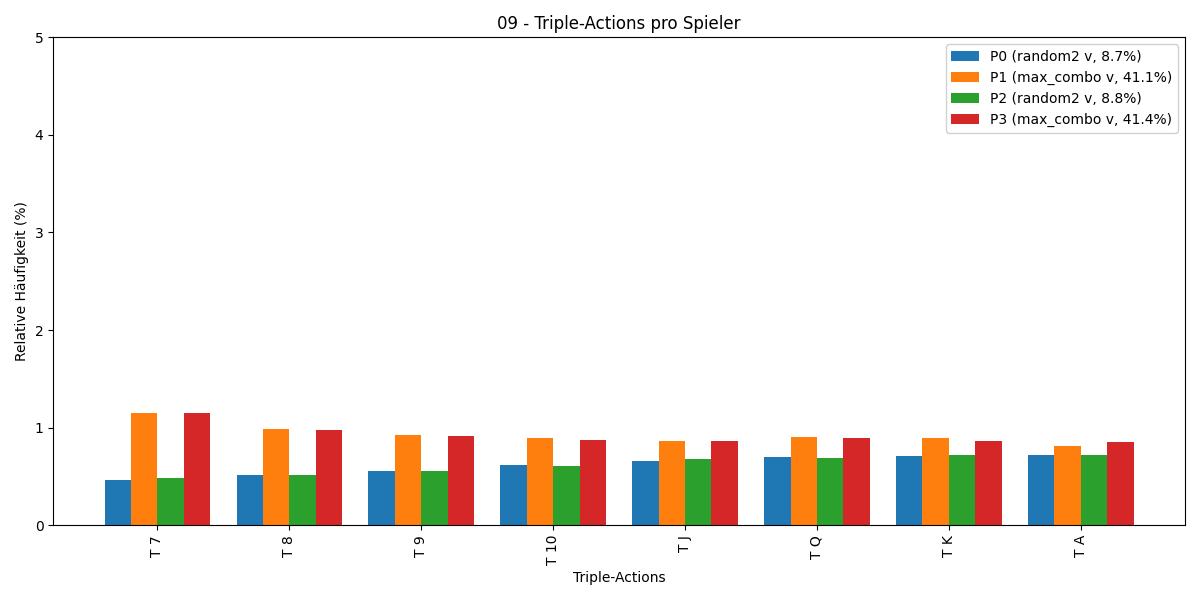 09 - Triple-Actions pro Spieler
P0 (random2 v, 8.7%)
P1 (max_combo v, 41.1%)
P2 (random2 v, 8.8%)
P3 (max_combo v, 41.4%)
Relative Häufigkeit (%)
5
4
3
2
1
0
T 7
T 8
T 9
T 10
T J
T Q
T K
T A
Triple-Actions